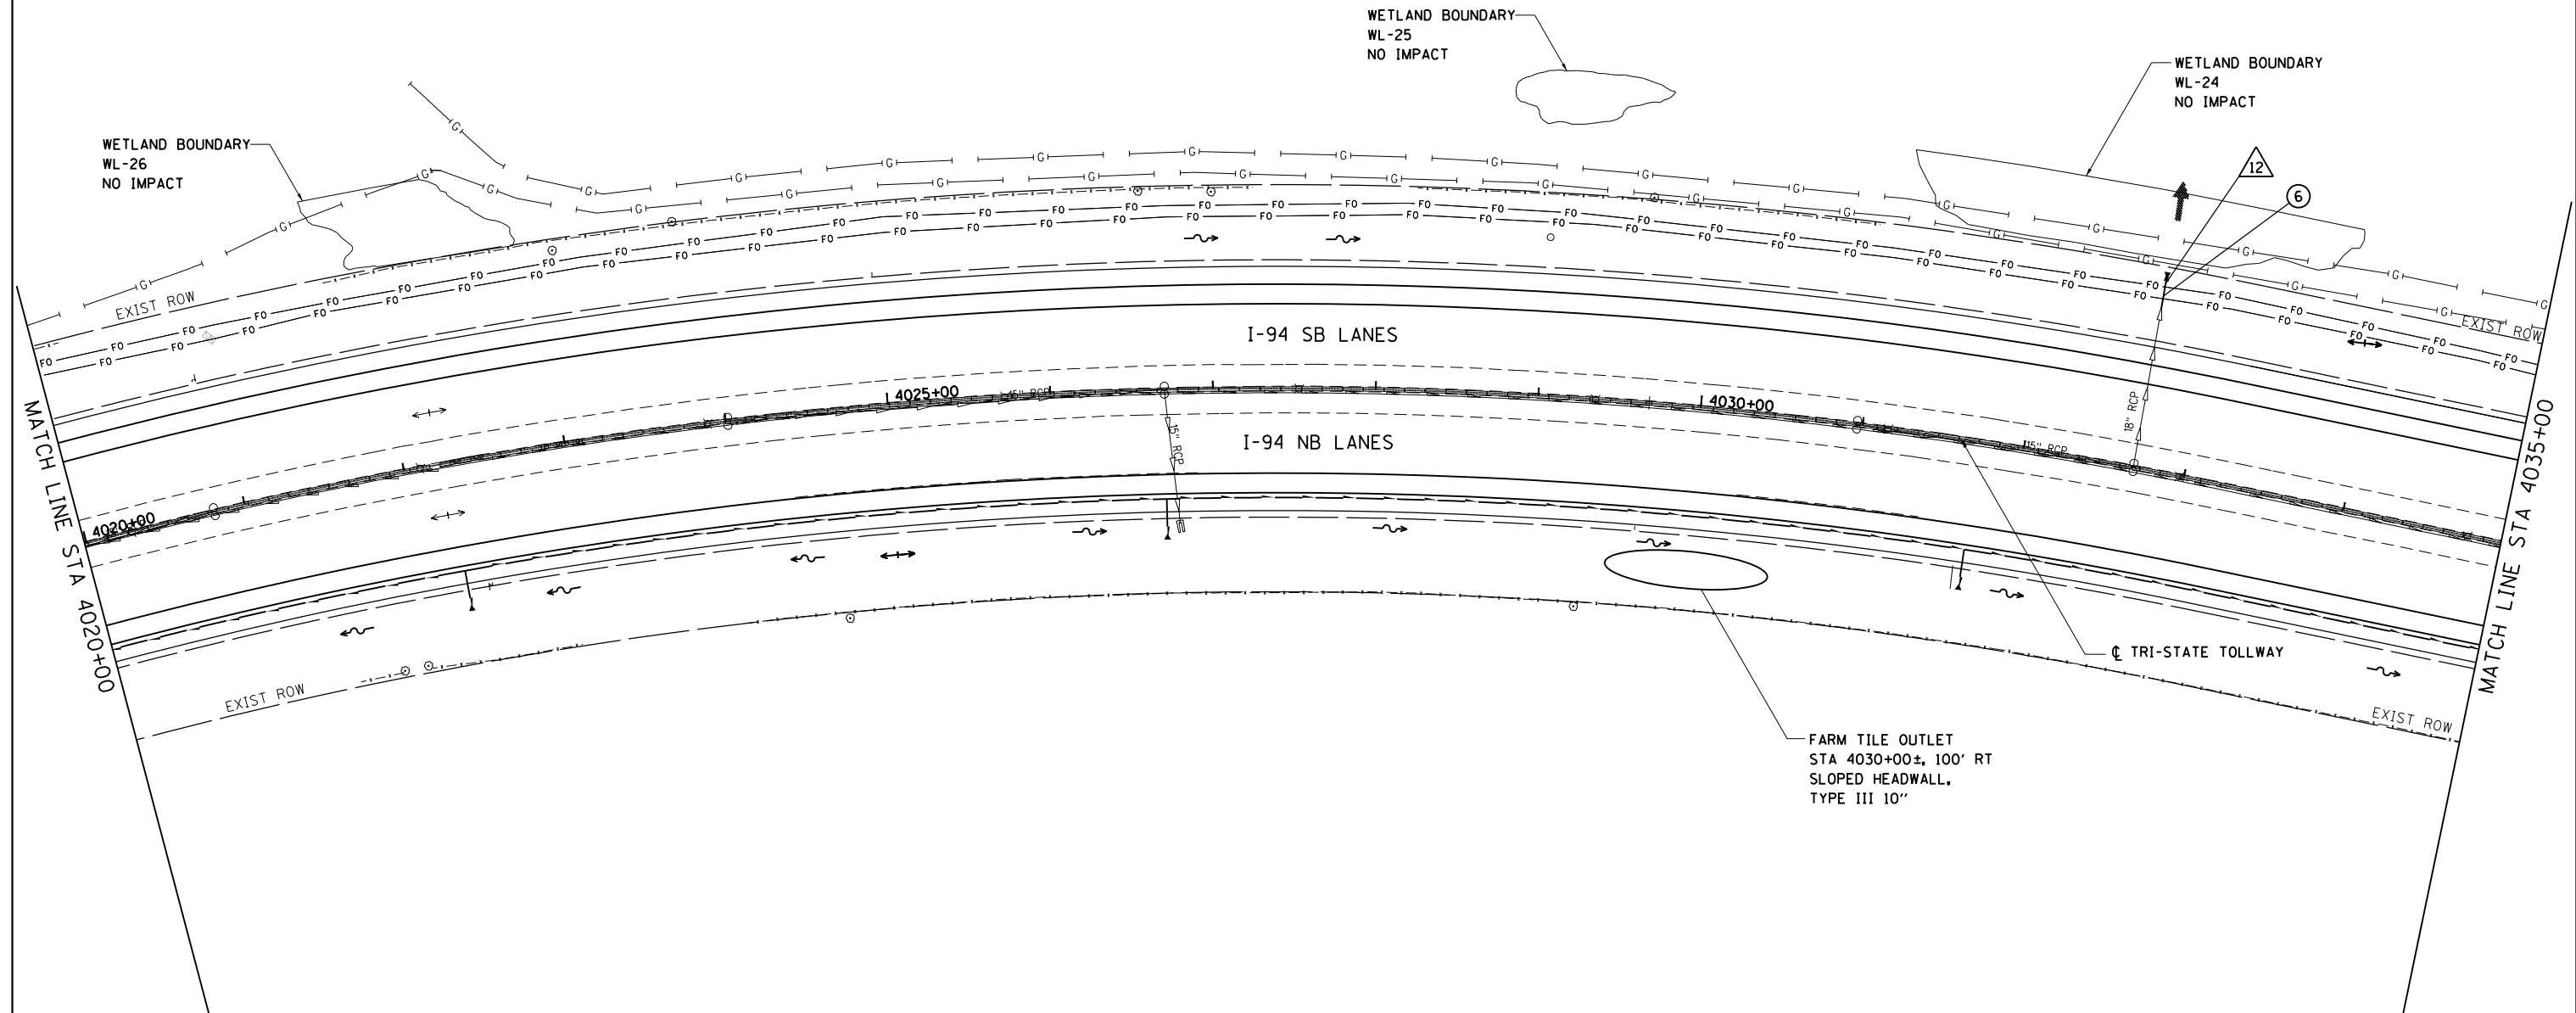 WETLAND BOUNDARY
WL-25
NO IMPACT
WETLAND BOUNDARY
WL-24
NO IMPACT
WETLAND BOUNDARY
WL-26
NO IMPACT
12
6
EXIST ROW
EXIST ROW
I-94 SB LANES
4025+00
15" RCP
4030+00
18" RCP
15" RCP
I-94 NB LANES
15" RCP
4020+00
MATCH LINE STA 4020+00
MATCH LINE STA 4035+00
℄ TRI-STATE TOLLWAY
EXIST ROW
EXIST ROW
FARM TILE OUTLET
STA 4030+00±, 100' RT
SLOPED HEADWALL,
TYPE III 10"